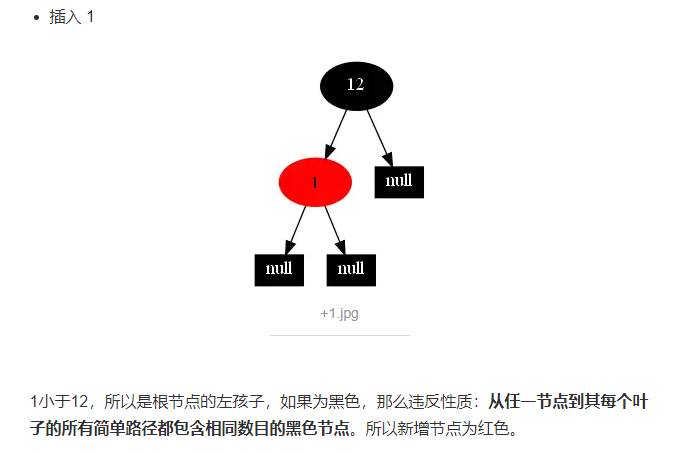 插入 1
12
1
null
null
null
+1.jpg
1小于12，所以是根节点的左孩子，如果为黑色，那么违反性质：从任一节点到其每个叶
子的所有简单路径都包含相同数目的黑色节点。所以新增节点为红色。